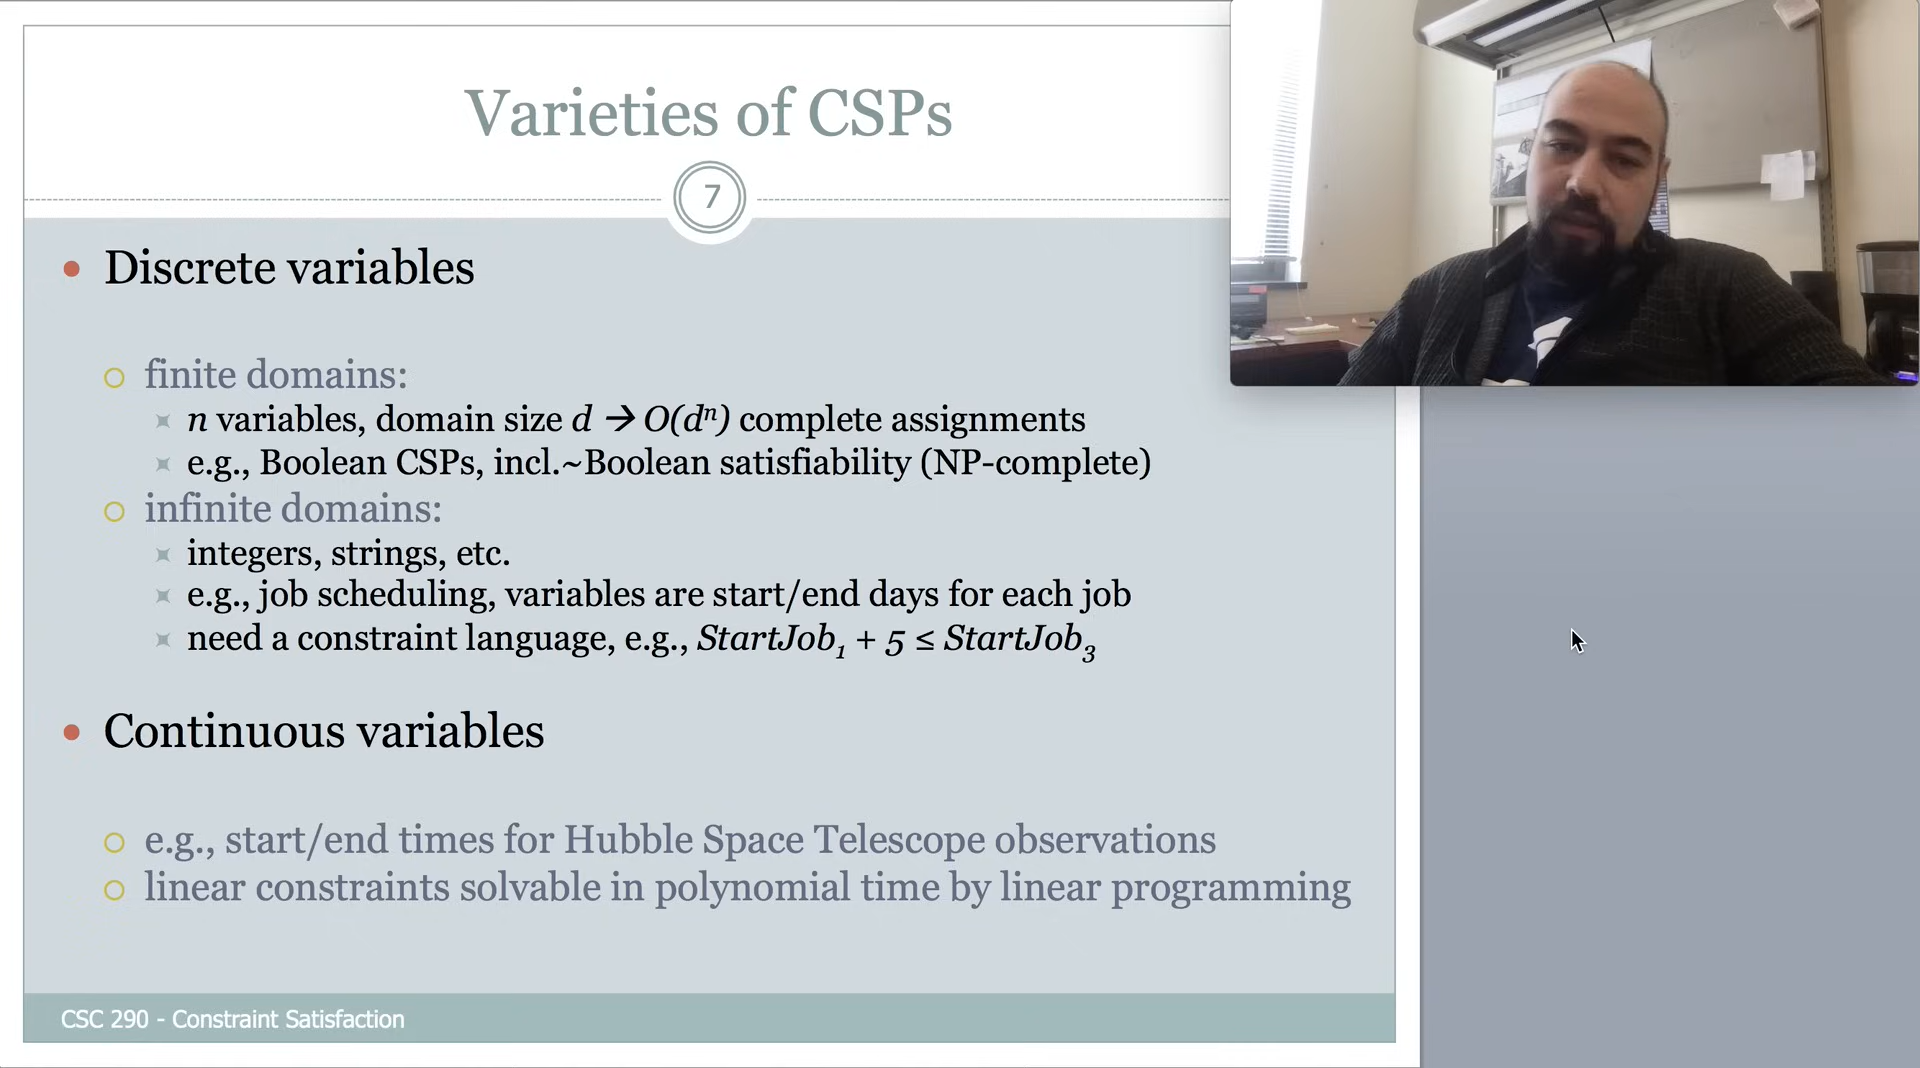 Varieties of CSPs
7
Discrete variables
finite domains:
n variables, domain size d → O(dⁿ) complete assignments
e.g., Boolean CSPs, incl.~Boolean satisfiability (NP-complete)
infinite domains:
integers, strings, etc.
e.g., job scheduling, variables are start/end days for each job
need a constraint language, e.g., StartJob₁ + 5 ≤ StartJob₃
Continuous variables
e.g., start/end times for Hubble Space Telescope observations
linear constraints solvable in polynomial time by linear programming
CSC 290 - Constraint Satisfaction